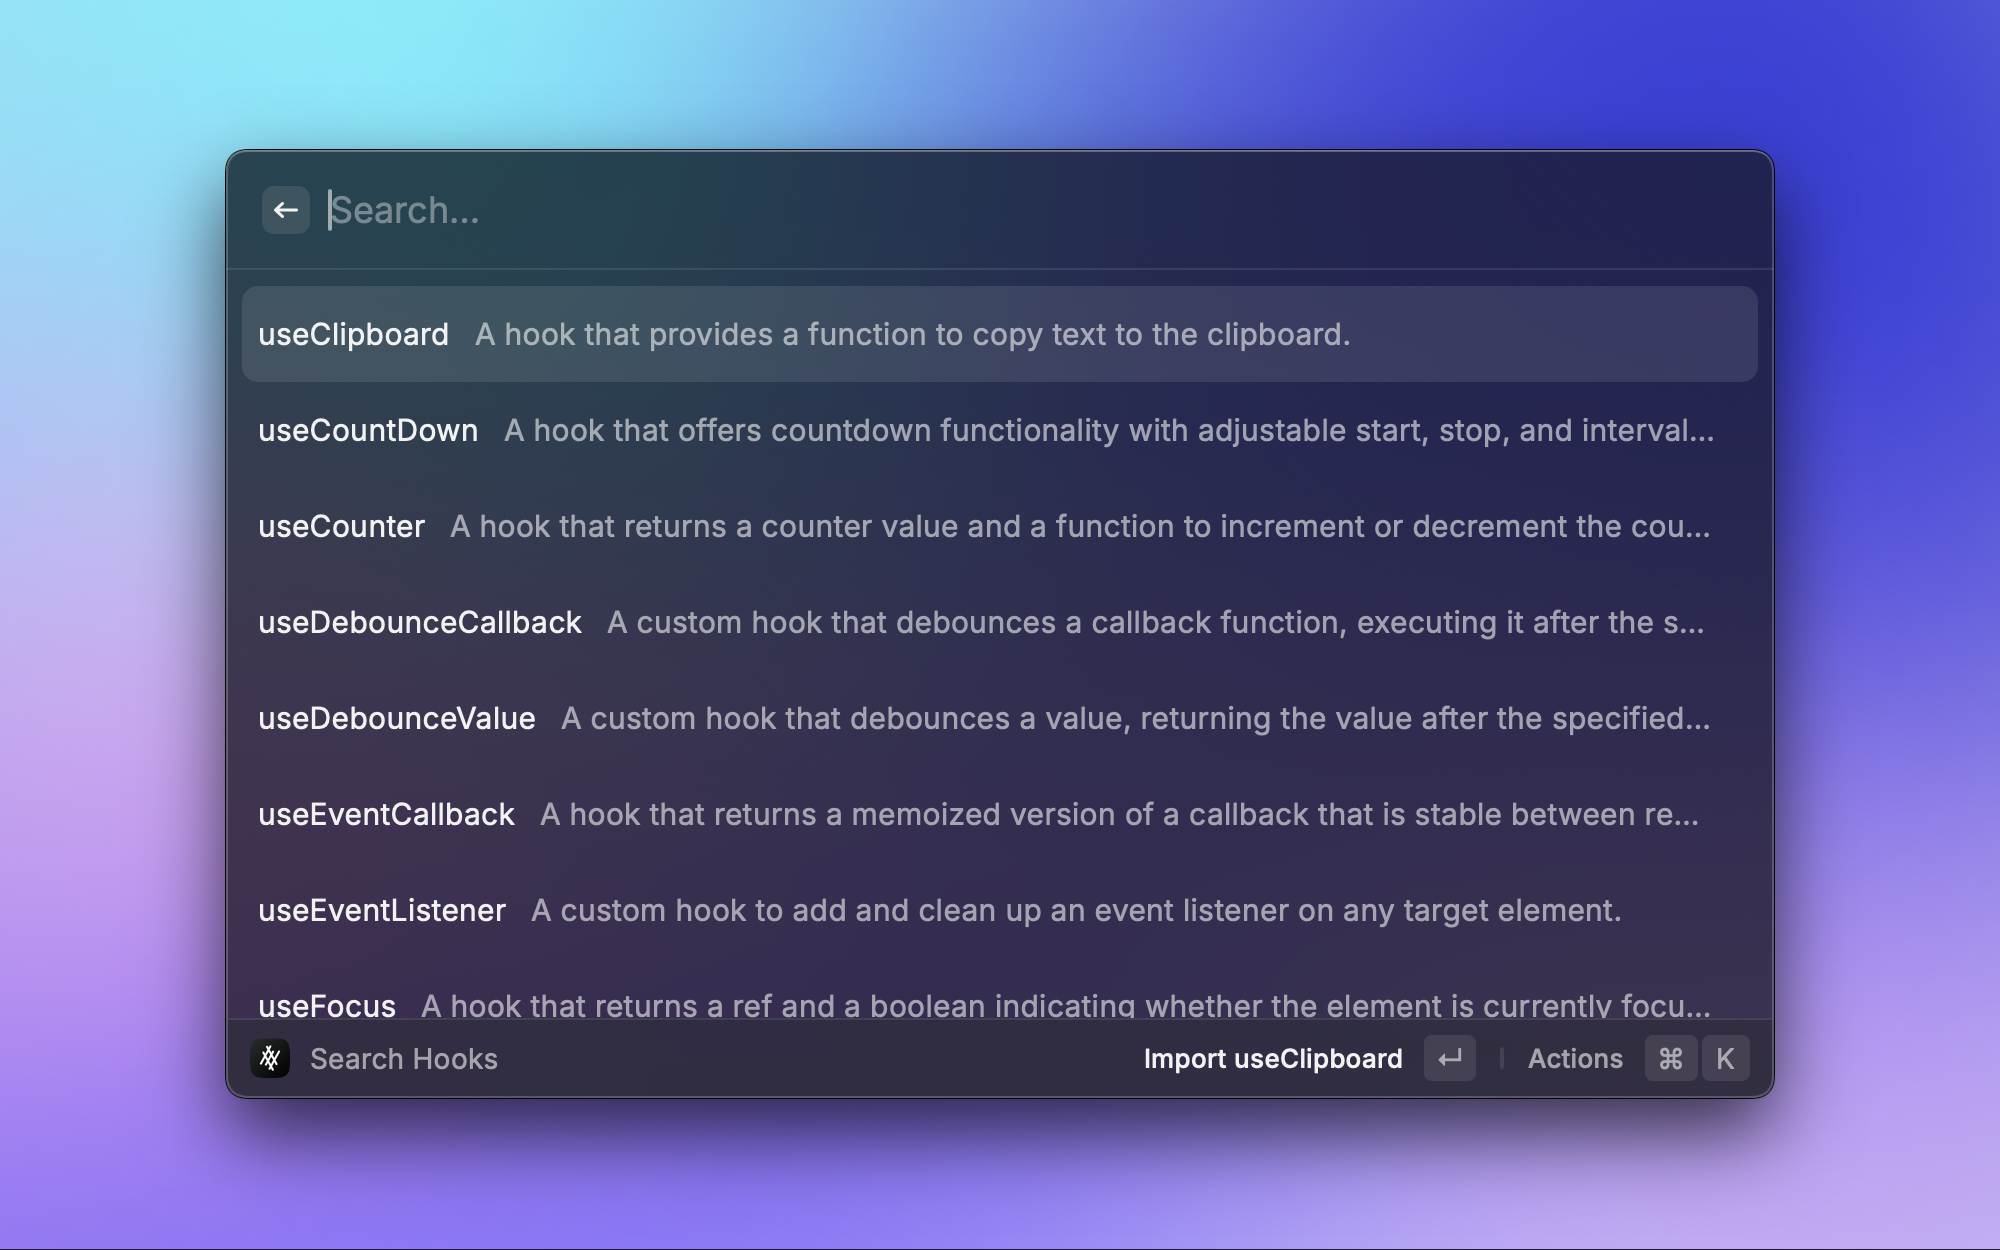 Search...
useClipboard A hook that provides a function to copy text to the clipboard.
useCountDown A hook that offers countdown functionality with adjustable start, stop, and interval...
useCounter A hook that returns a counter value and a function to increment or decrement the cou...
useDebounceCallback A custom hook that debounces a callback function, executing it after the s...
useDebounceValue A custom hook that debounces a value, returning the value after the specified...
useEventCallback A hook that returns a memoized version of a callback that is stable between re...
useEventListener A custom hook to add and clean up an event listener on any target element.
useFocus A hook that returns a ref and a boolean indicating whether the element is currently focu...
Search Hooks Import useClipboard ↵ Actions ⌘ K